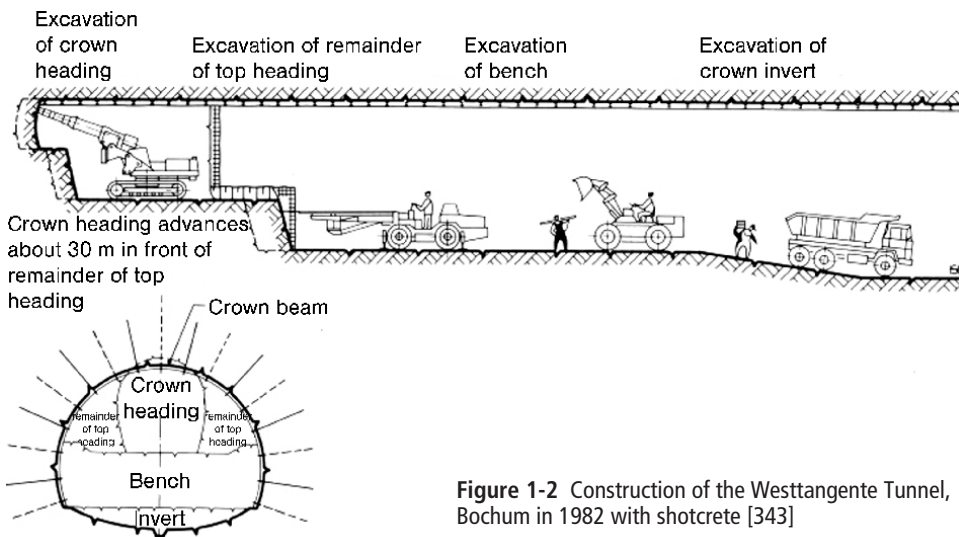 Excavation
of crown
heading
Excavation of remainder
of top heading
Excavation
of bench
Excavation of
crown invert
Crown heading advances
about 30 m in front of
remainder of top
heading
Crown beam
Crown
heading
remainder
of top
heading
remainder
of top
heading
Bench
Invert
Figure 1-2 Construction of the Westtangente Tunnel,
Bochum in 1982 with shotcrete [343]